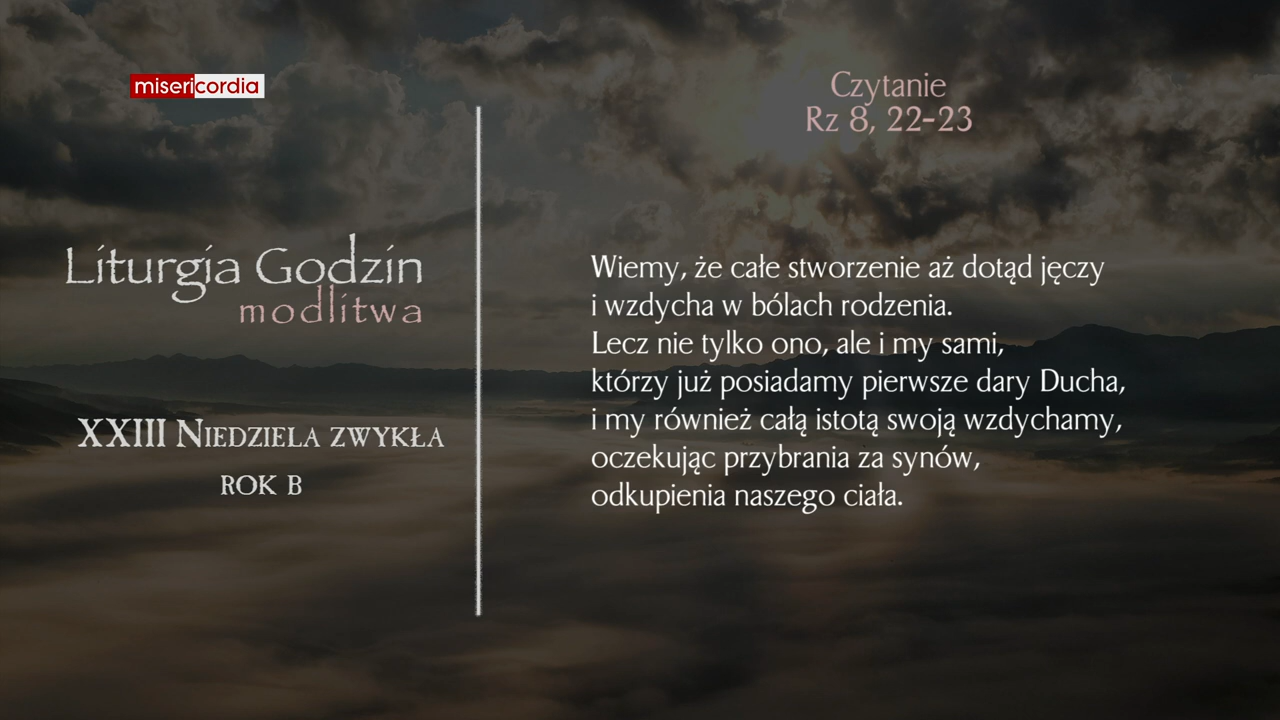 misericordia
Liturgia Godzin
modlitwa
XXIII Niedziela zwykła
rok B
Czytanie
Rz 8, 22-23
Wiemy, że całe stworzenie aż dotąd jęczy
i wzdycha w bólach rodzenia.
Lecz nie tylko ono, ale i my sami,
którzy już posiadamy pierwsze dary Ducha,
i my również całą istotą swoją wzdychamy,
oczekując przybrania za synów,
odkupienia naszego ciała.